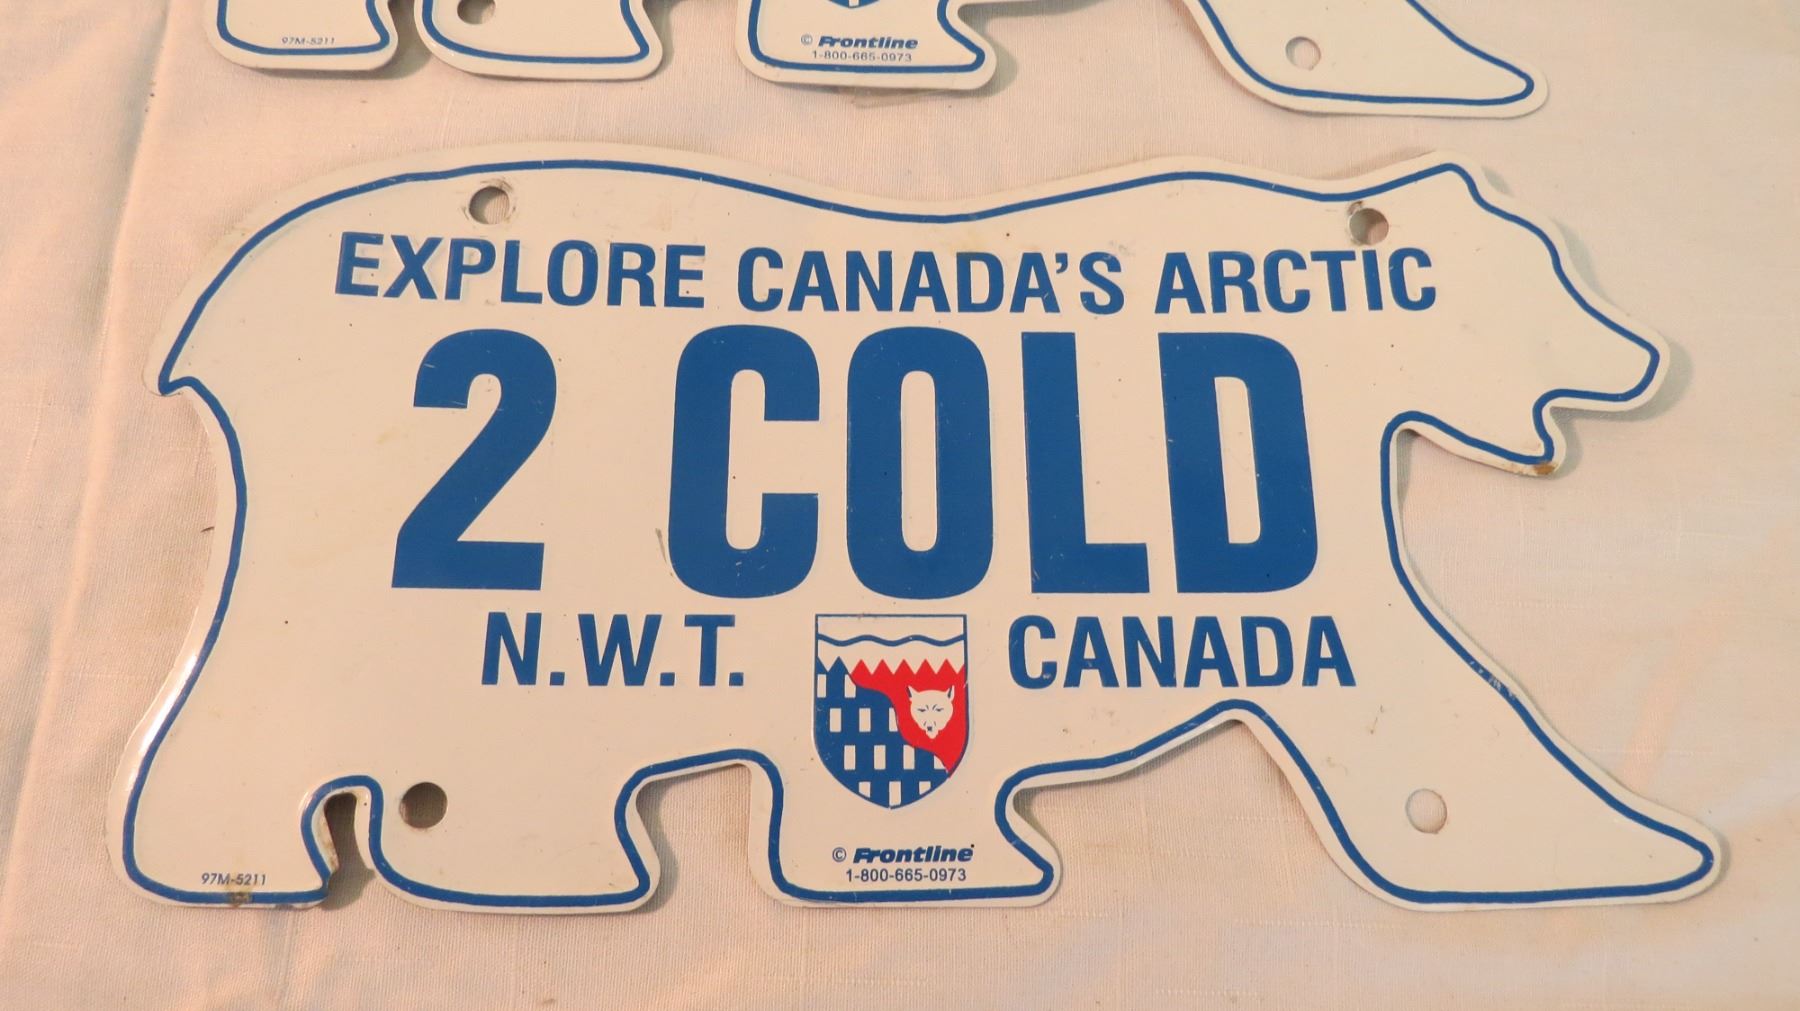 97M-5211
© Frontline
1-800-665-0973
EXPLORE CANADA'S ARCTIC
2 COLD
N.W.T. CANADA
© Frontline
1-800-665-0973
97M-5211